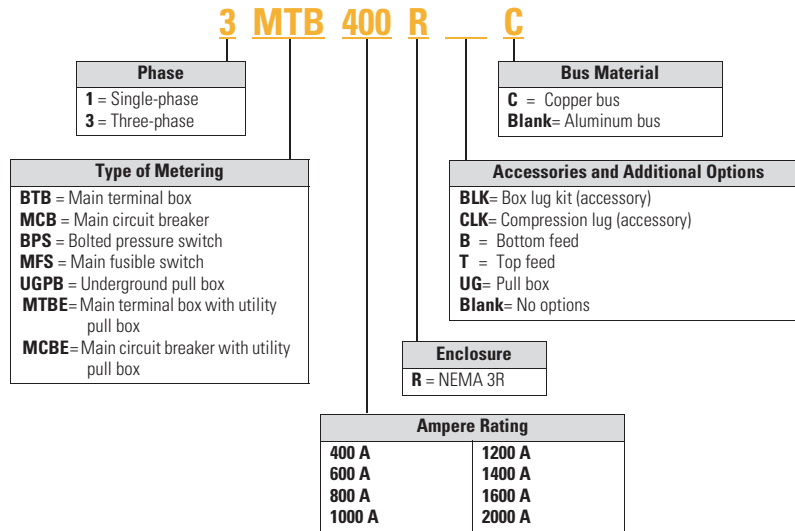 3 MTB 400 R __ C
Phase
1 = Single-phase
3 = Three-phase
Bus Material
C = Copper bus
Blank= Aluminum bus
Type of Metering
BTB = Main terminal box
MCB = Main circuit breaker
BPS = Bolted pressure switch
MFS = Main fusible switch
UGPB = Underground pull box
MTBE= Main terminal box with utility
pull box
MCBE= Main circuit breaker with utility
pull box
Accessories and Additional Options
BLK= Box lug kit (accessory)
CLK= Compression lug (accessory)
B = Bottom feed
T = Top feed
UG= Pull box
Blank= No options
Enclosure
R = NEMA 3R
Ampere Rating
400 A
600 A
800 A
1000 A
1200 A
1400 A
1600 A
2000 A